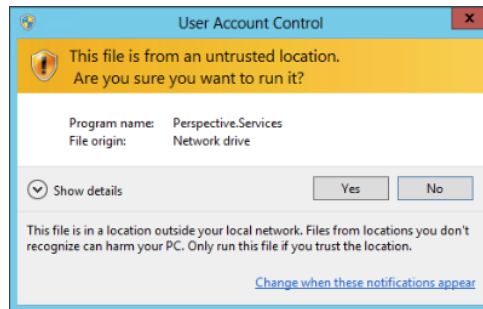 User Account Control
x
This file is from an untrusted location.
Are you sure you want to run it?
Program name: Perspective.Services
File origin: Network drive
Show details
Yes No
This file is in a location outside your local network. Files from locations you don't
recognize can harm your PC. Only run this file if you trust the location.
Change when these notifications appear